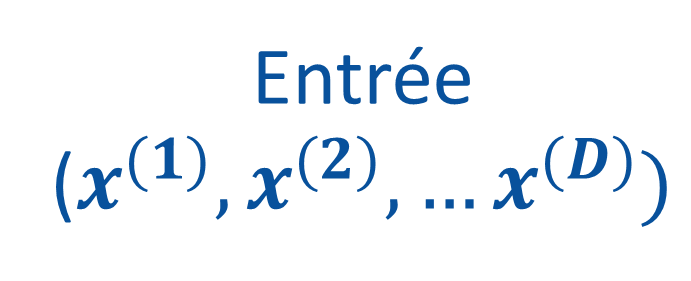 Entrée
(x^(1), x^(2), … x^(D))